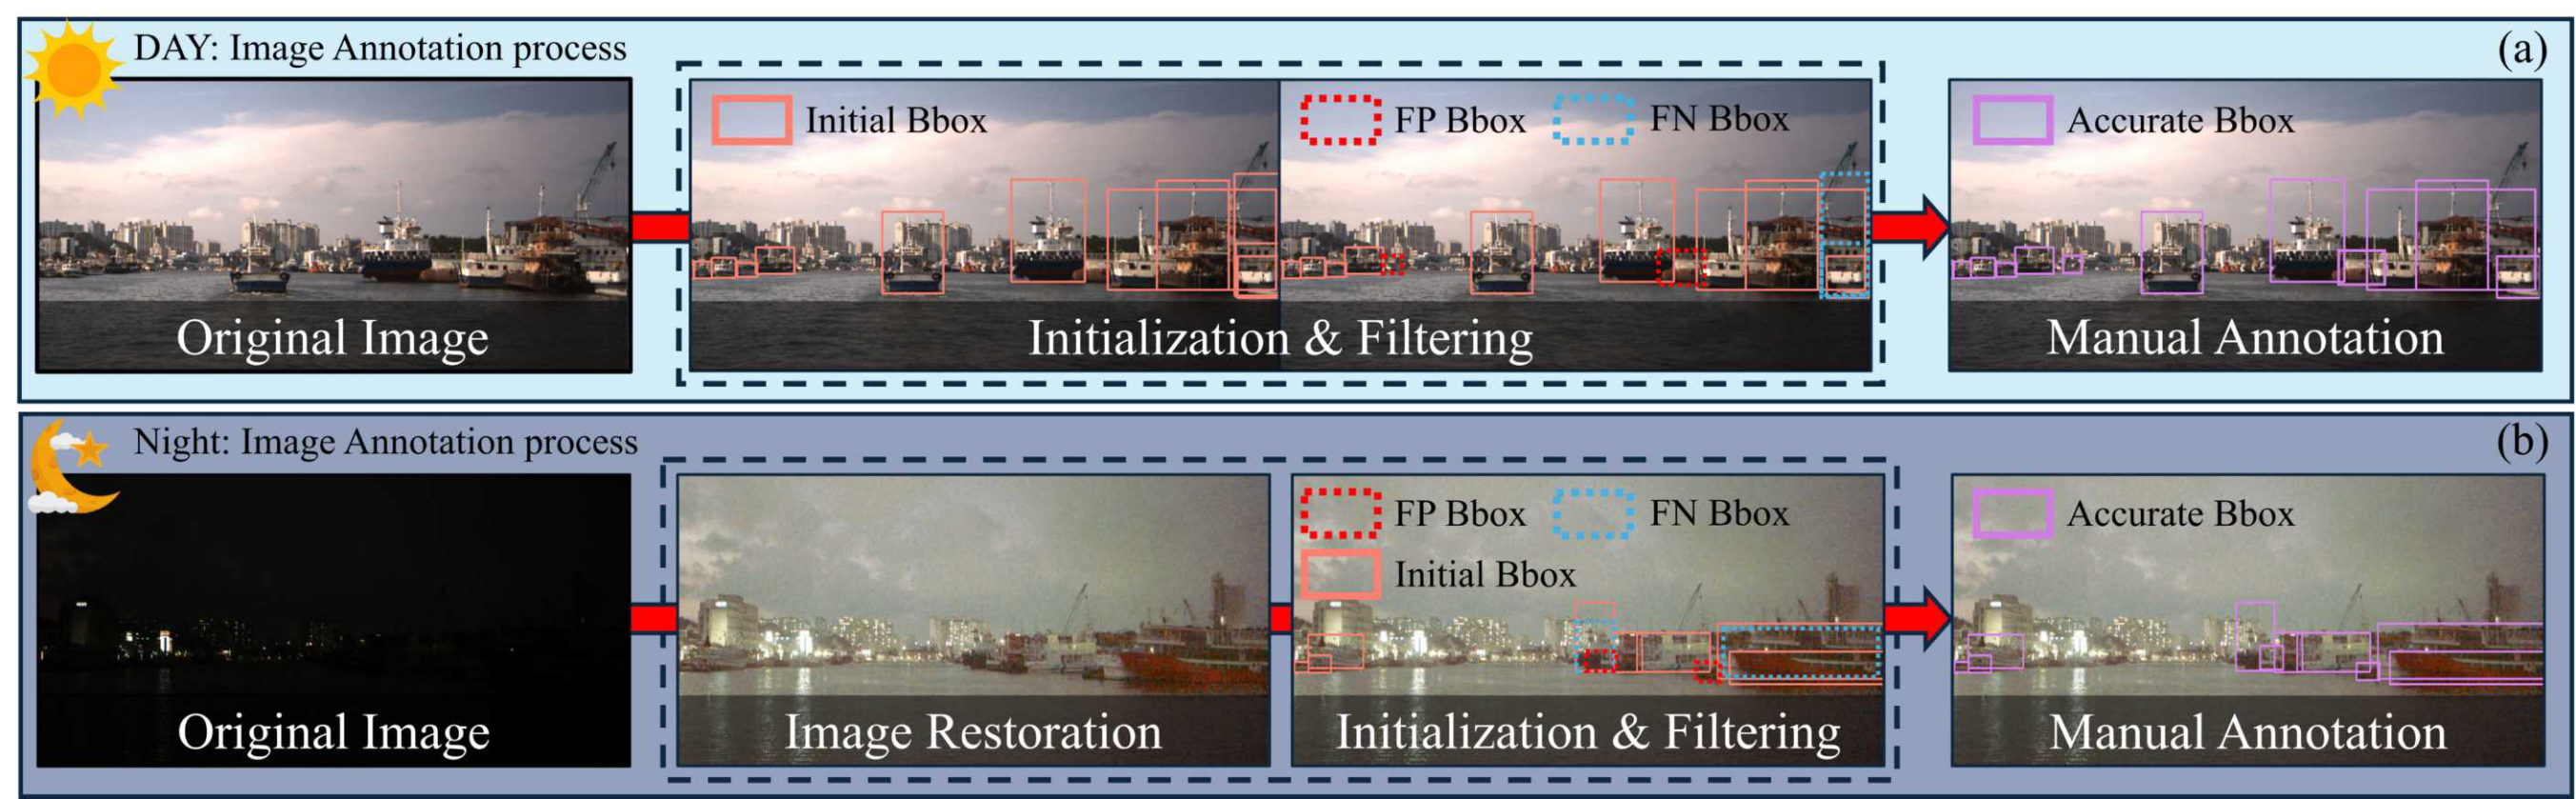 DAY: Image Annotation process
(a)
Initial Bbox
FP Bbox
FN Bbox
Accurate Bbox
Original Image
Initialization & Filtering
Manual Annotation
Night: Image Annotation process
(b)
FP Bbox
FN Bbox
Initial Bbox
Accurate Bbox
Original Image
Image Restoration
Initialization & Filtering
Manual Annotation